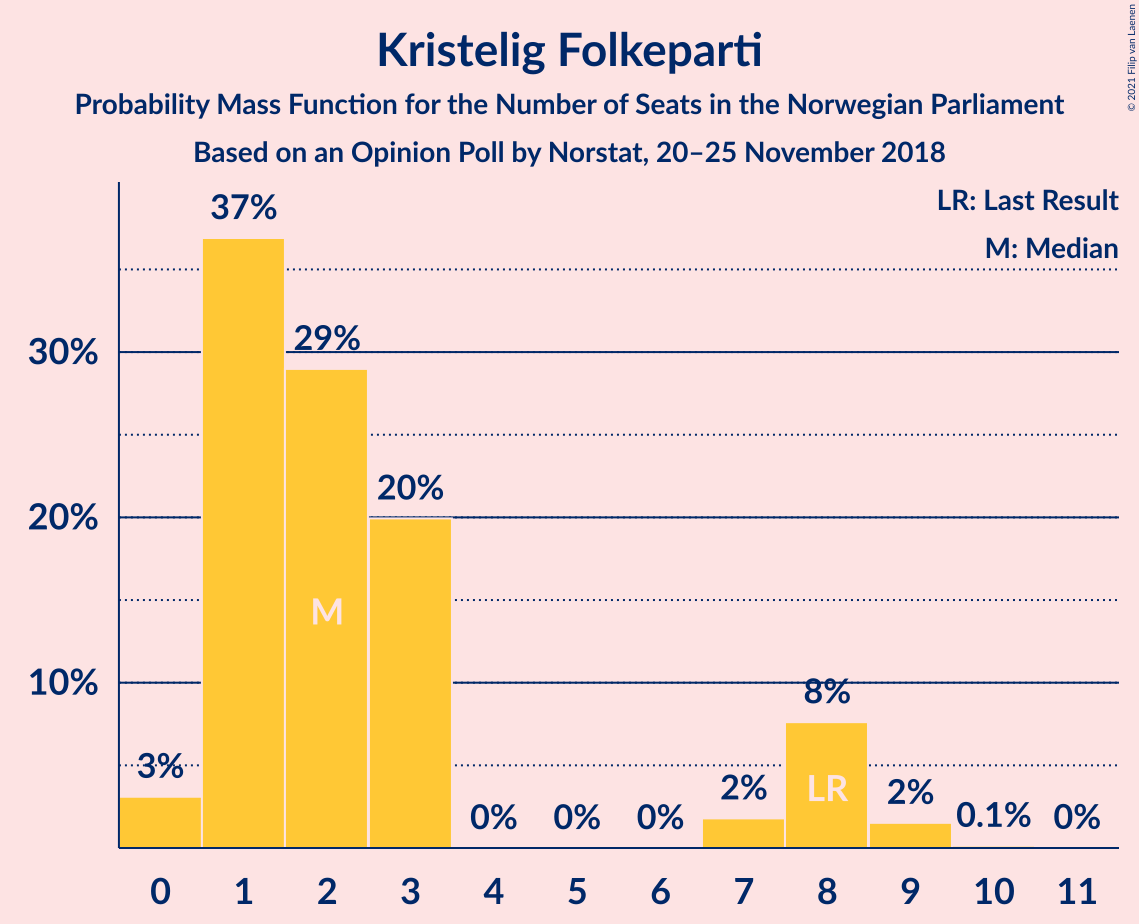 Kristelig Folkeparti
Probability Mass Function for the Number of Seats in the Norwegian Parliament
Based on an Opinion Poll by Norstat, 20–25 November 2018
© 2021 Filip van Laenen
LR: Last Result
M: Median
37%
29%
20%
3%
0%
0%
0%
2%
8%
2%
0.1%
0%
M
LR
30%
20%
10%
0 1 2 3 4 5 6 7 8 9 10 11